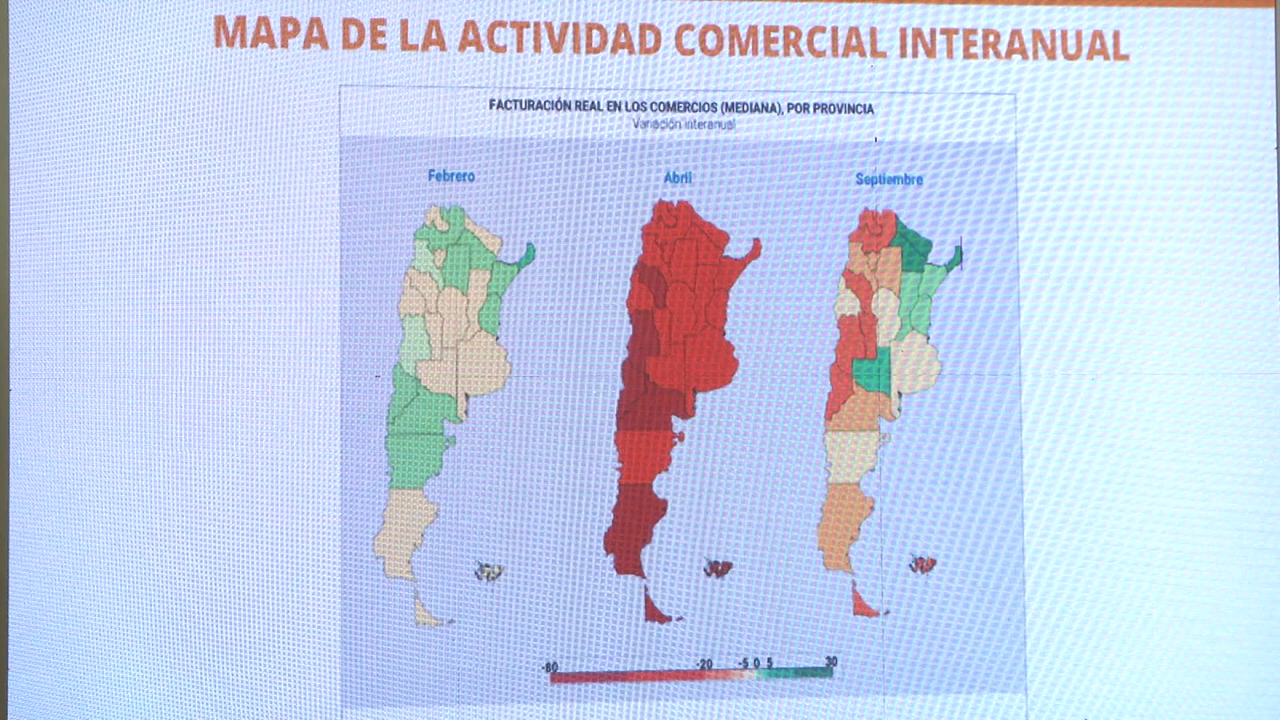 MAPA DE LA ACTIVIDAD COMERCIAL INTERANUAL
FACTURACIÓN REAL EN LOS COMERCIOS (MEDIANA), POR PROVINCIA
Variación interanual
Febrero Abril Septiembre
-80 -20 -5 0 5 30